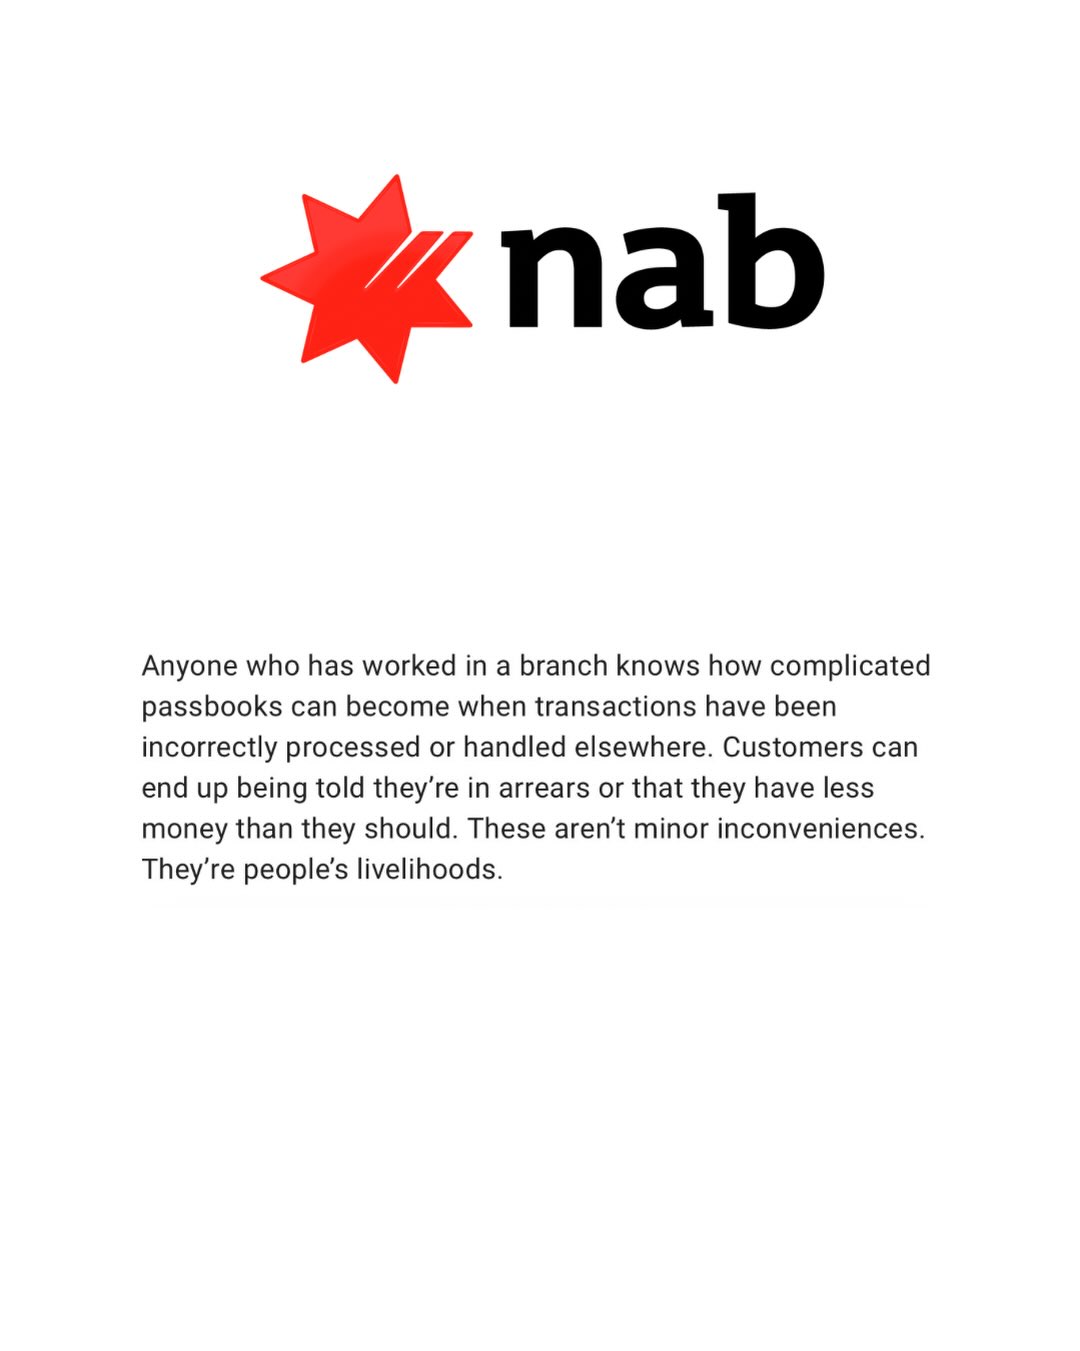 nab
Anyone who has worked in a branch knows how complicated
passbooks can become when transactions have been
incorrectly processed or handled elsewhere. Customers can
end up being told they’re in arrears or that they have less
money than they should. These aren’t minor inconveniences.
They’re people’s livelihoods.